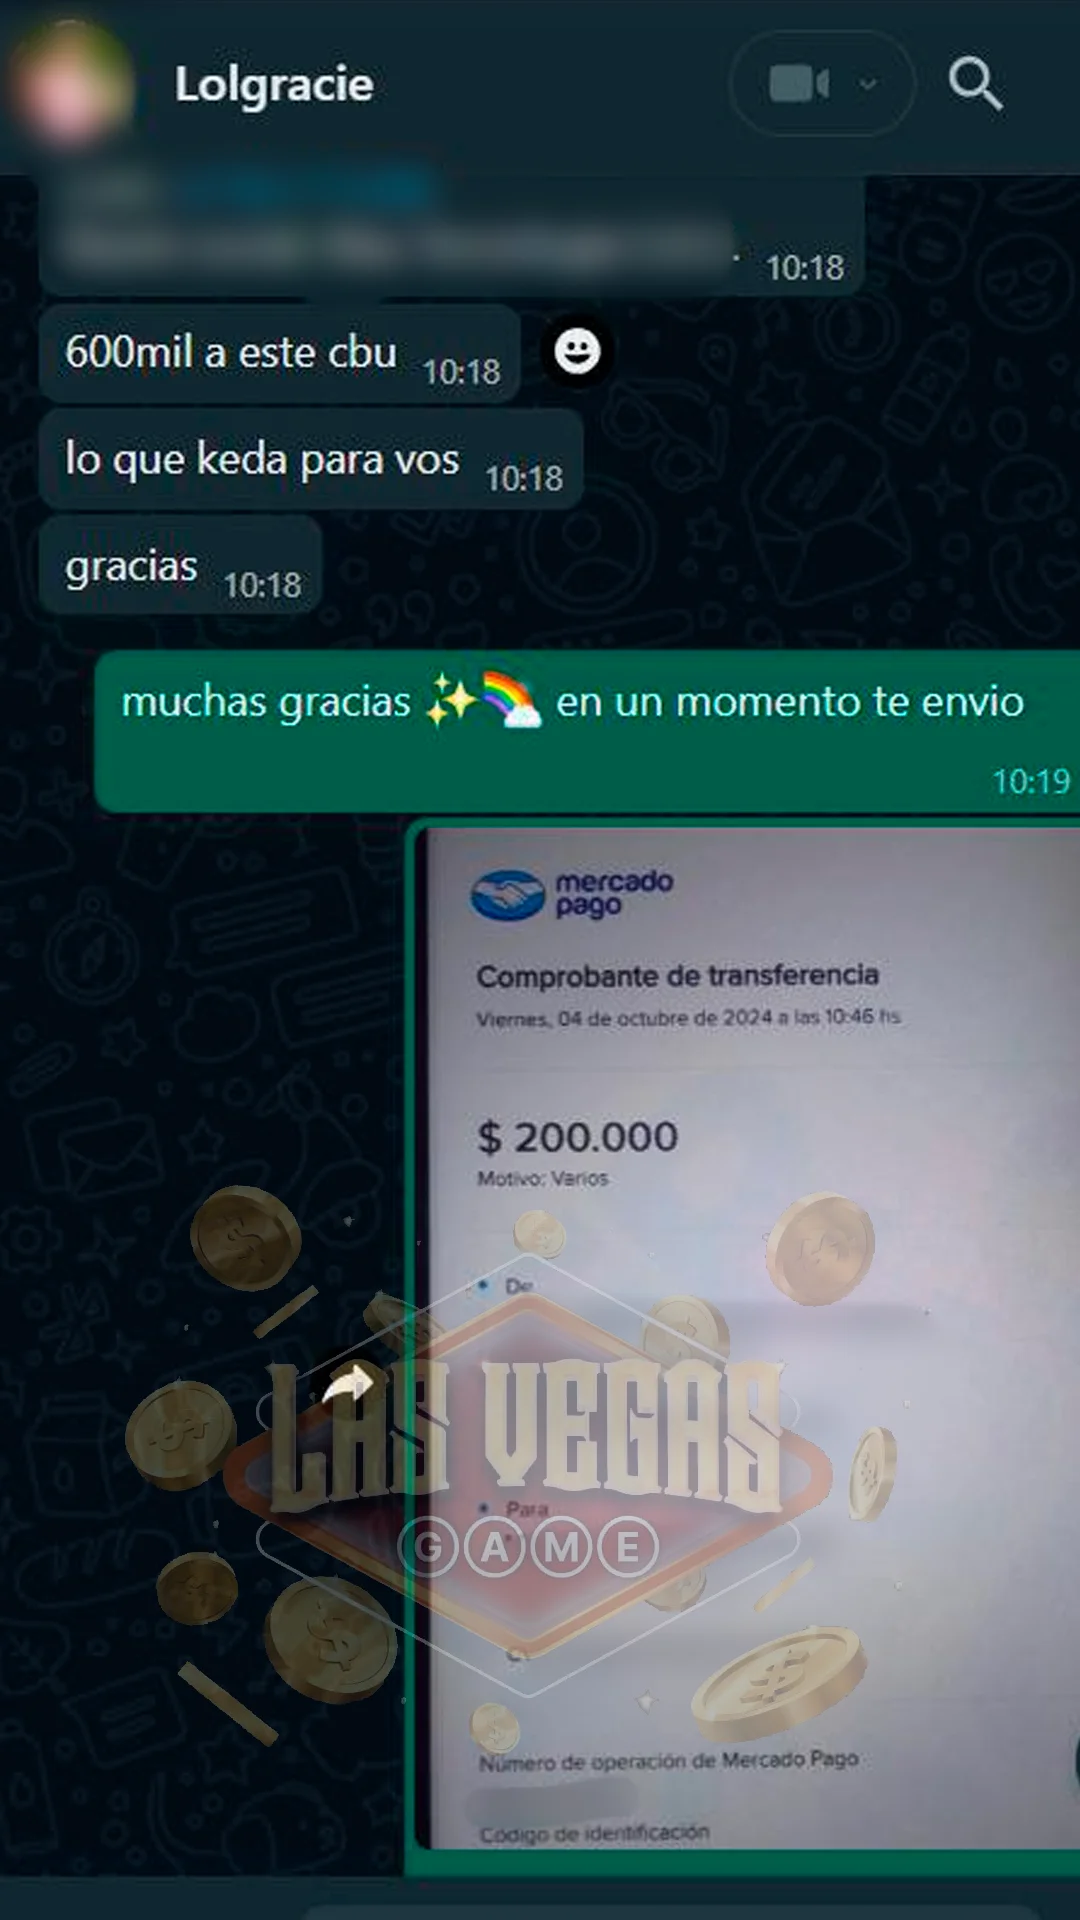 Lolgracie
10:18
600mil a este cbu 10:18
lo que keda para vos 10:18
gracias 10:18
muchas gracias ✨🌈 en un momento te envio
10:19
mercado
pago
Comprobante de transferencia
Viernes, 04 de octubre de 2024 a las 10:46 hs
$ 200.000
Motivo: Varios
De
LAS VEGAS
Para
GAME
Número de operación de Mercado Pago
Código de identificación